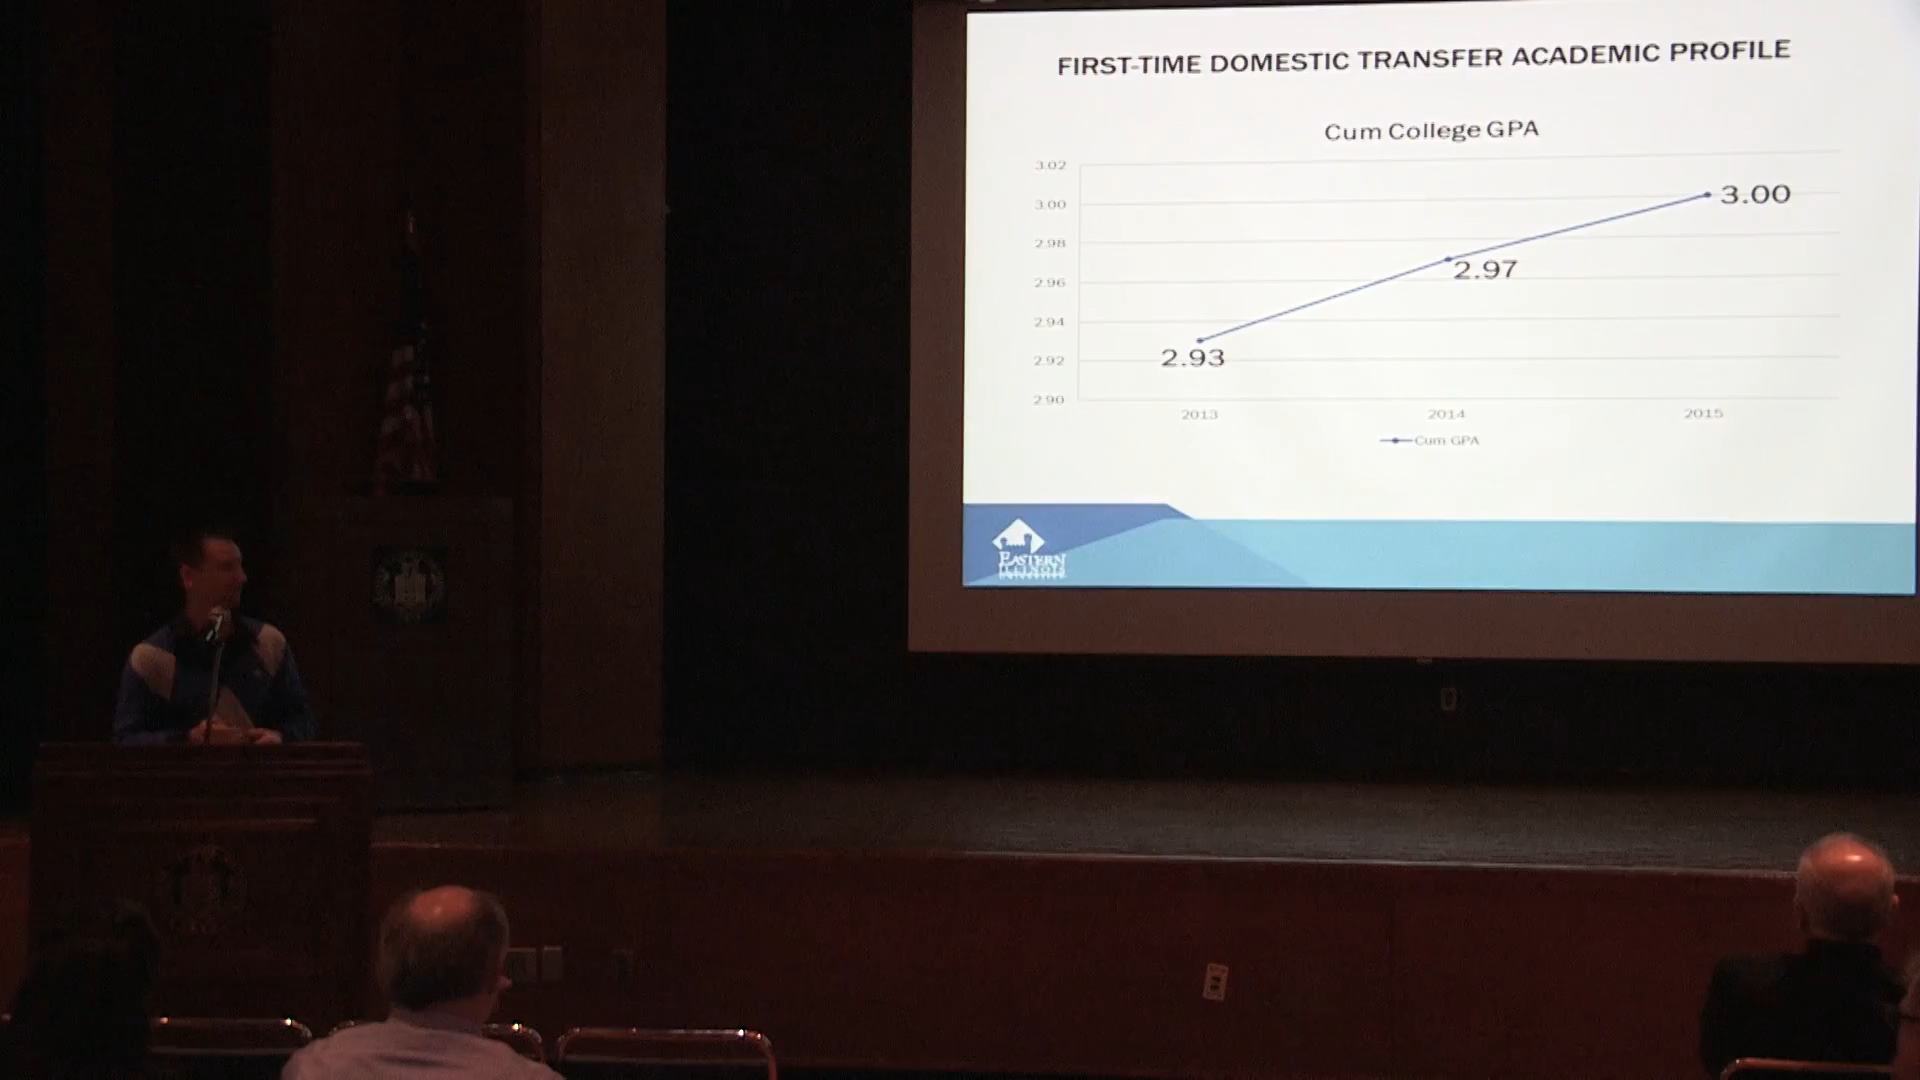 FIRST-TIME DOMESTIC TRANSFER ACADEMIC PROFILE
Cum College GPA
3.02
3.00
2.98
2.96
2.94
2.92
2.90
2.93
2.97
3.00
2013
2014
2015
Cum GPA
EASTERN
ILLINOIS
UNIVERSITY